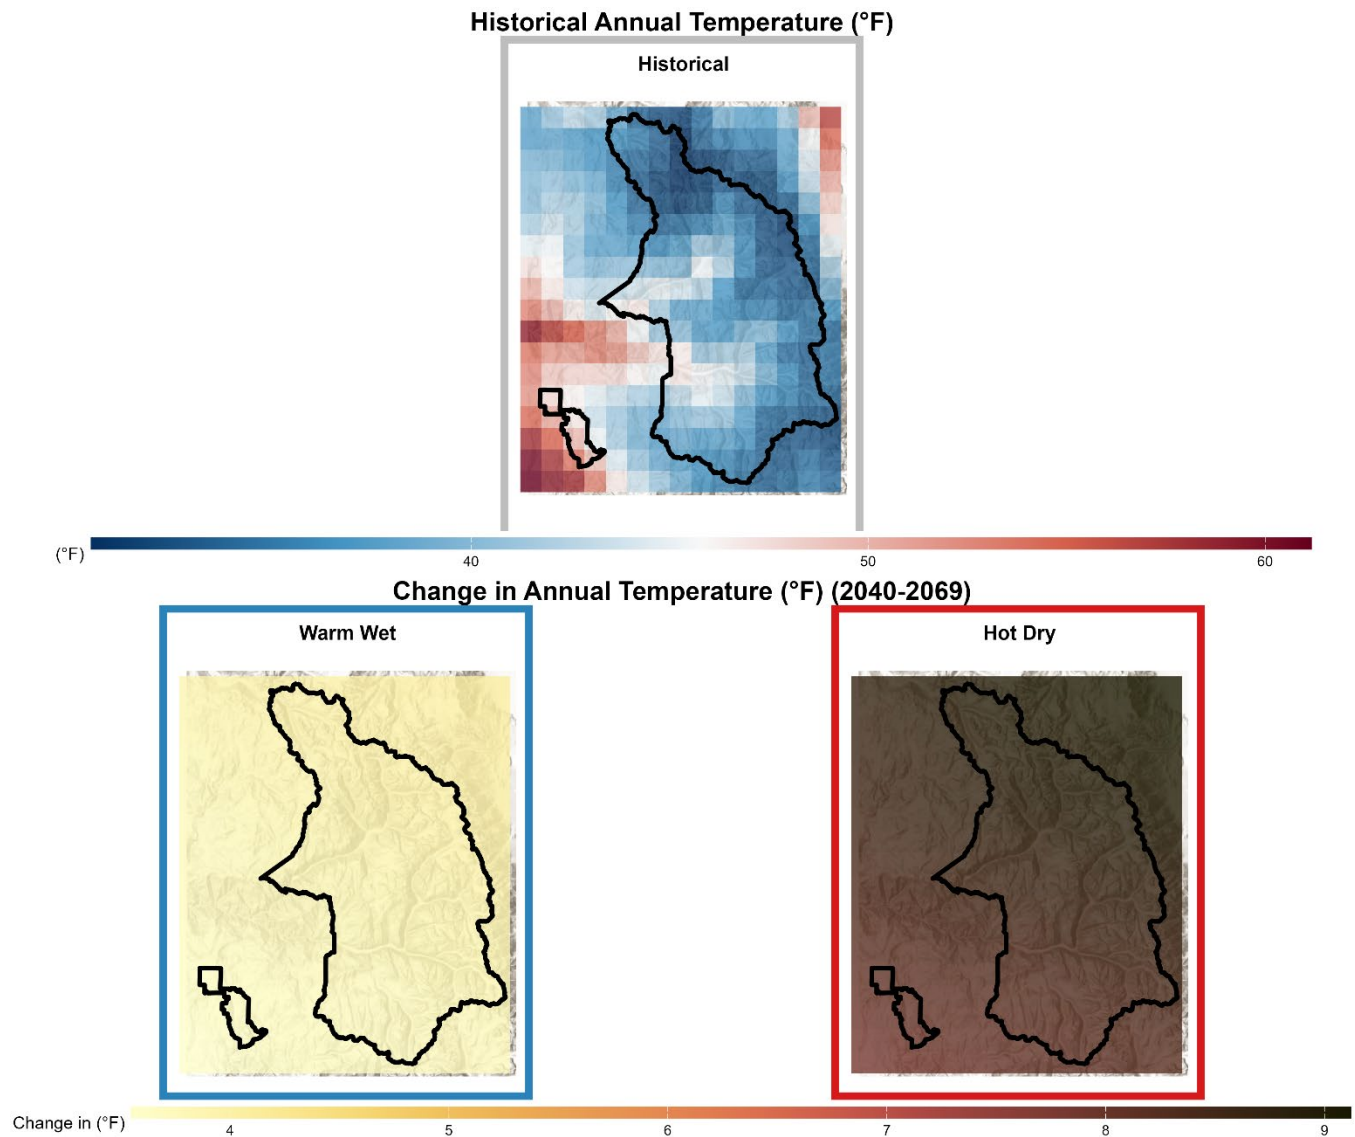 Historical Annual Temperature (°F)
Historical
(°F)
40 50 60
Change in Annual Temperature (°F) (2040-2069)
Warm Wet
Hot Dry
Change in (°F)
4 5 6 7 8 9